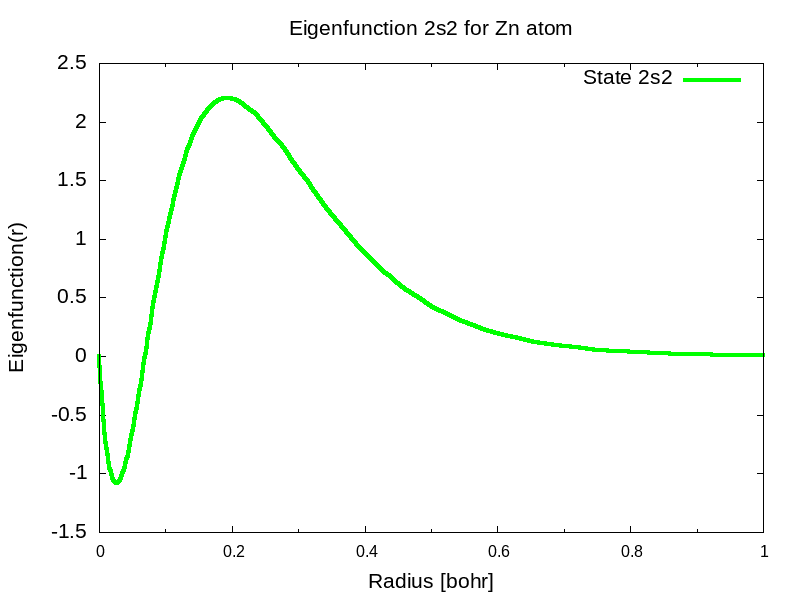 Eigenfunction 2s2 for Zn atom
State 2s2
2.5
2
1.5
1
0.5
0
-0.5
-1
-1.5
Eigenfunction(r)
0 0.2 0.4 0.6 0.8 1
Radius [bohr]